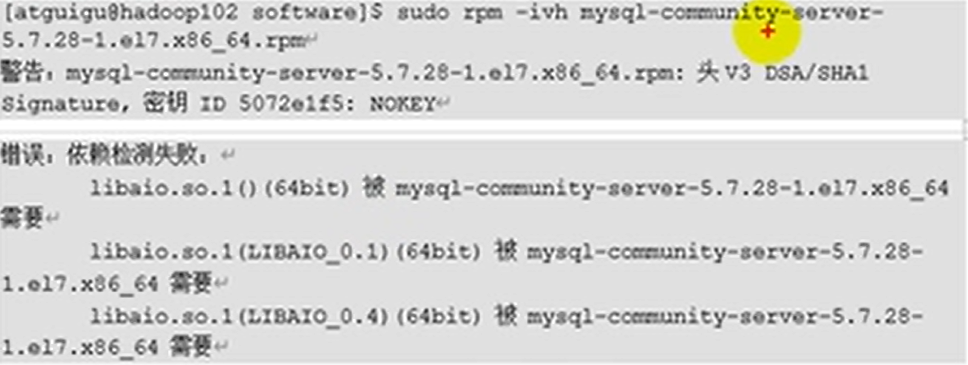 [atguigu@hadoop102 software]$ sudo rpm -ivh mysql-community-server-
5.7.28-1.el7.x86_64.rpm↵
警告：mysql-community-server-5.7.28-1.el7.x86_64.rpm: 头V3 DSA/SHA1
Signature, 密钥 ID 5072e1f5: NOKEY↵
错误：依赖检测失败：↵
libaio.so.1()(64bit) 被 mysql-community-server-5.7.28-1.el7.x86_64
需要↵
libaio.so.1(LIBAIO_0.1)(64bit) 被 mysql-community-server-5.7.28-
1.el7.x86_64 需要↵
libaio.so.1(LIBAIO_0.4)(64bit) 被 mysql-community-server-5.7.28-
1.el7.x86_64 需要↵